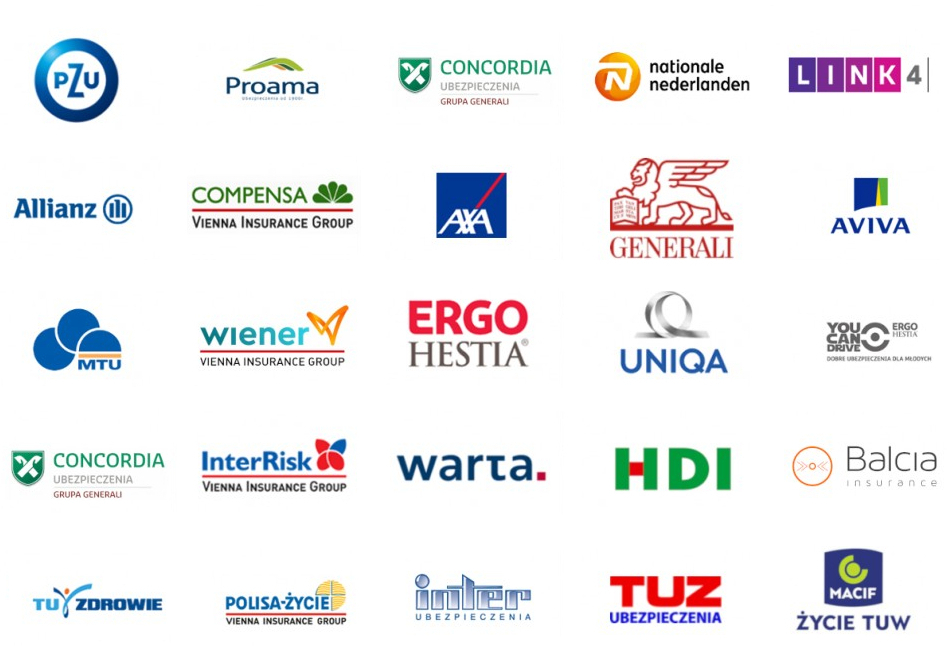 PZU
Proama
Ubezpieczenia od ludzi.
CONCORDIA
UBEZPIECZENIA
GRUPA GENERALI
N
nationale
nederlanden
LINK4
Allianz
COMPENSA
VIENNA INSURANCE GROUP
AXA
GENERALI
AVIVA
MTU
wiener
VIENNA INSURANCE GROUP
ERGO
HESTIA®
UNIQA
YOU
CAN
DRIVE
ERGO
HESTIA
DOBRE UBEZPIECZENIA DLA MŁODYCH
CONCORDIA
UBEZPIECZENIA
GRUPA GENERALI
InterRisk
VIENNA INSURANCE GROUP
warta.
HDI
Balcia
insurance
TU ZDROWIE
POLISA-ŻYCIE
VIENNA INSURANCE GROUP
inter
UBEZPIECZENIA
TUZ
UBEZPIECZENIA
MACIF
ŻYCIE TUW